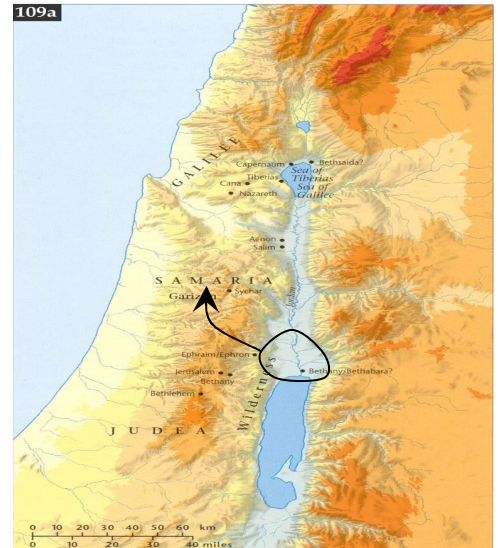 109a
GALILEE
Capernaum
Bethsaida?
Sea of
Tiberias
Sea of
Galilee
Tiberias
Cana
Nazareth
Aenon
Salim
Jordan
SAMARIA
Sychar
Ephraim/Ephron
Jerusalem
Bethany
Bethany/Bethabara?
Bethlehem
Wilderness
JUDEA
0 10 20 30 40 50 60 km
0 10 20 40 miles